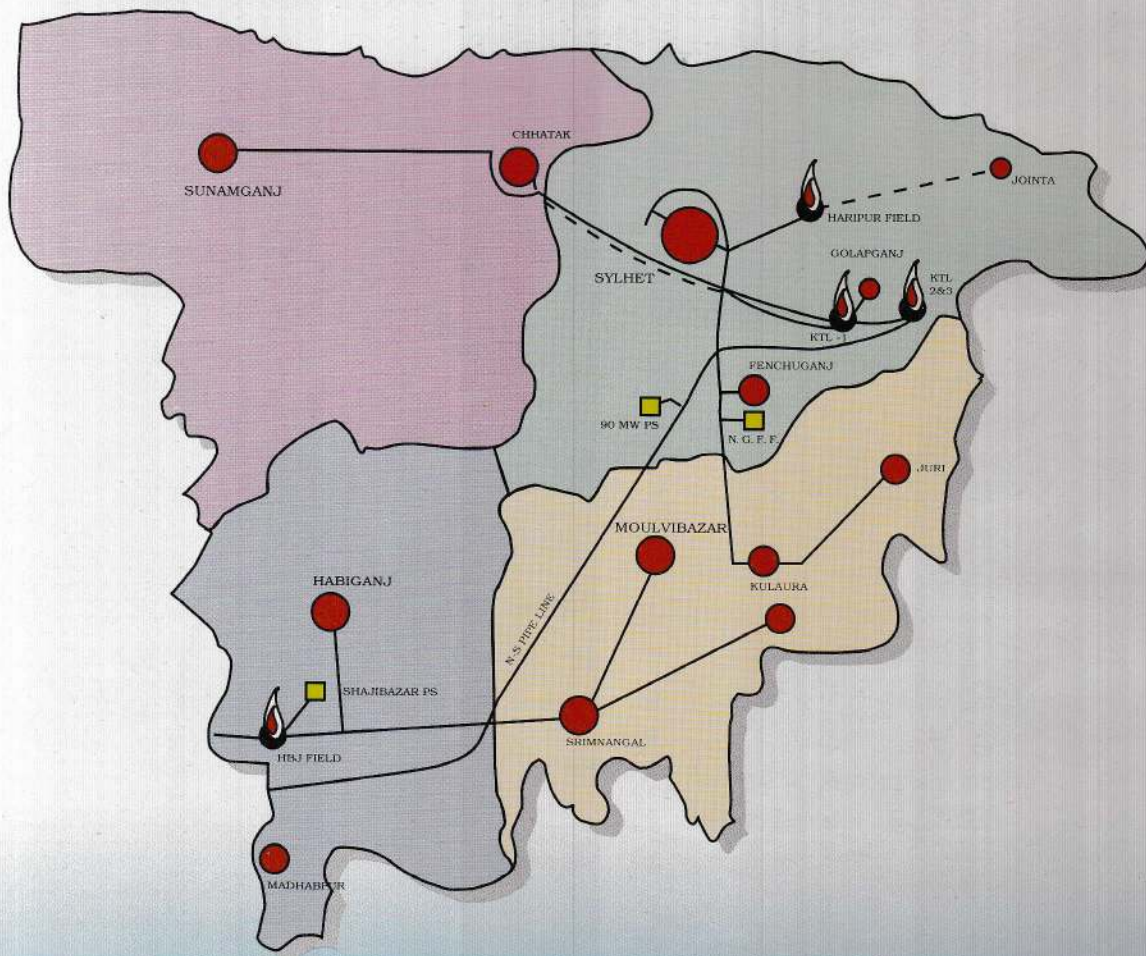 CHHATAK
SUNAMGANJ
JOINTA
HARIPUR FIELD
GOLAPGANJ
SYLHET
KTL
2&3
KTL -1
FENCHUGANJ
90 MW PS
N. G. F. F.
JURI
MOULVIBAZAR
KULAURA
HABIGANJ
N-S PIPE LINE
SHAJIBAZAR PS
SRIMNANGAL
HBJ FIELD
MADHABPUR